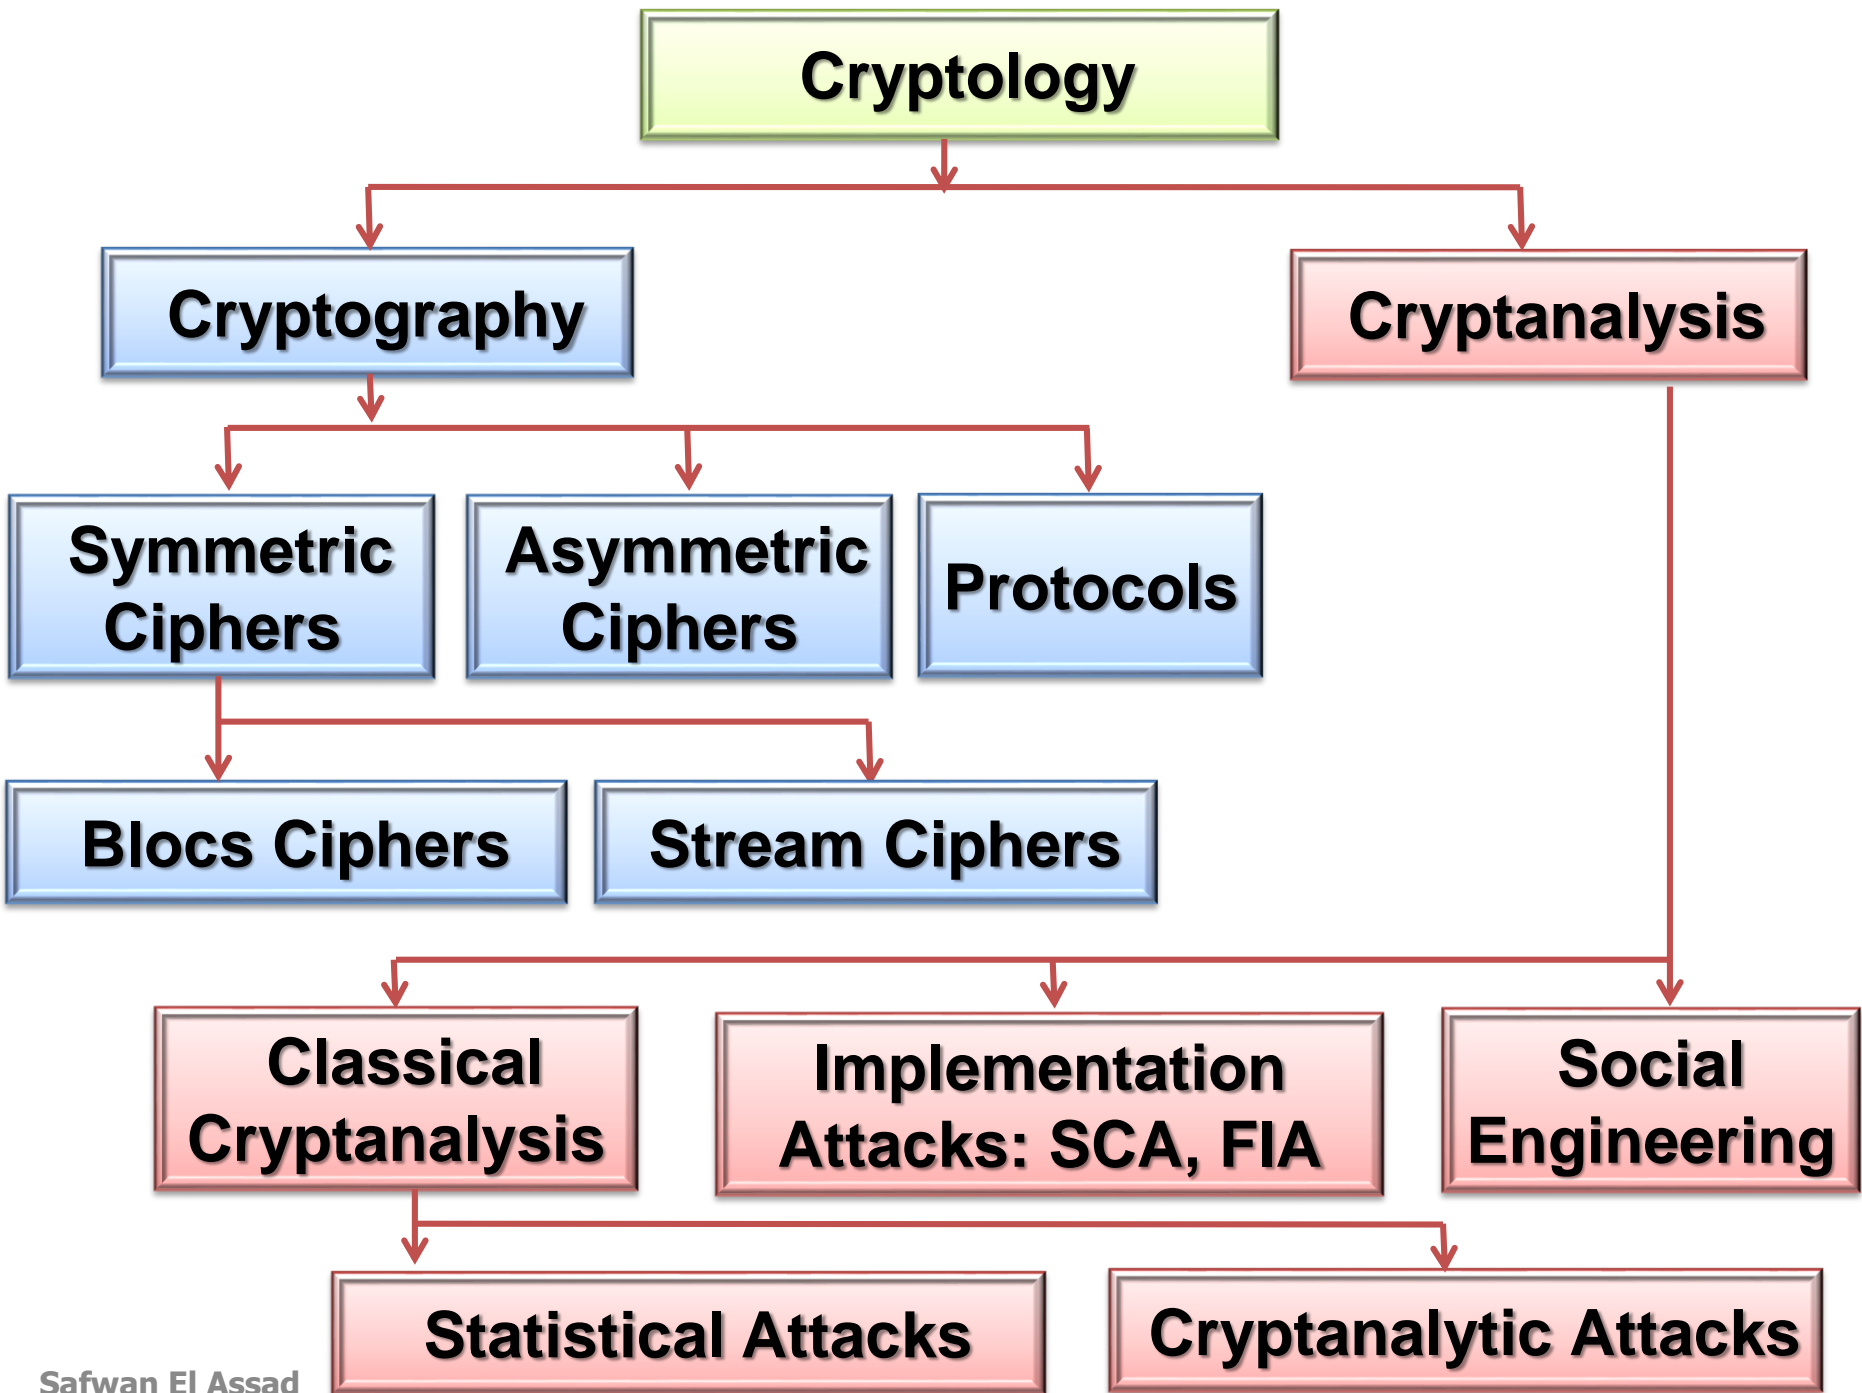 Cryptology
Cryptography
Cryptanalysis
Symmetric
Ciphers
Asymmetric
Ciphers
Protocols
Blocs Ciphers
Stream Ciphers
Classical
Cryptanalysis
Implementation
Attacks: SCA, FIA
Social
Engineering
Statistical Attacks
Cryptanalytic Attacks
Safwan El Assad